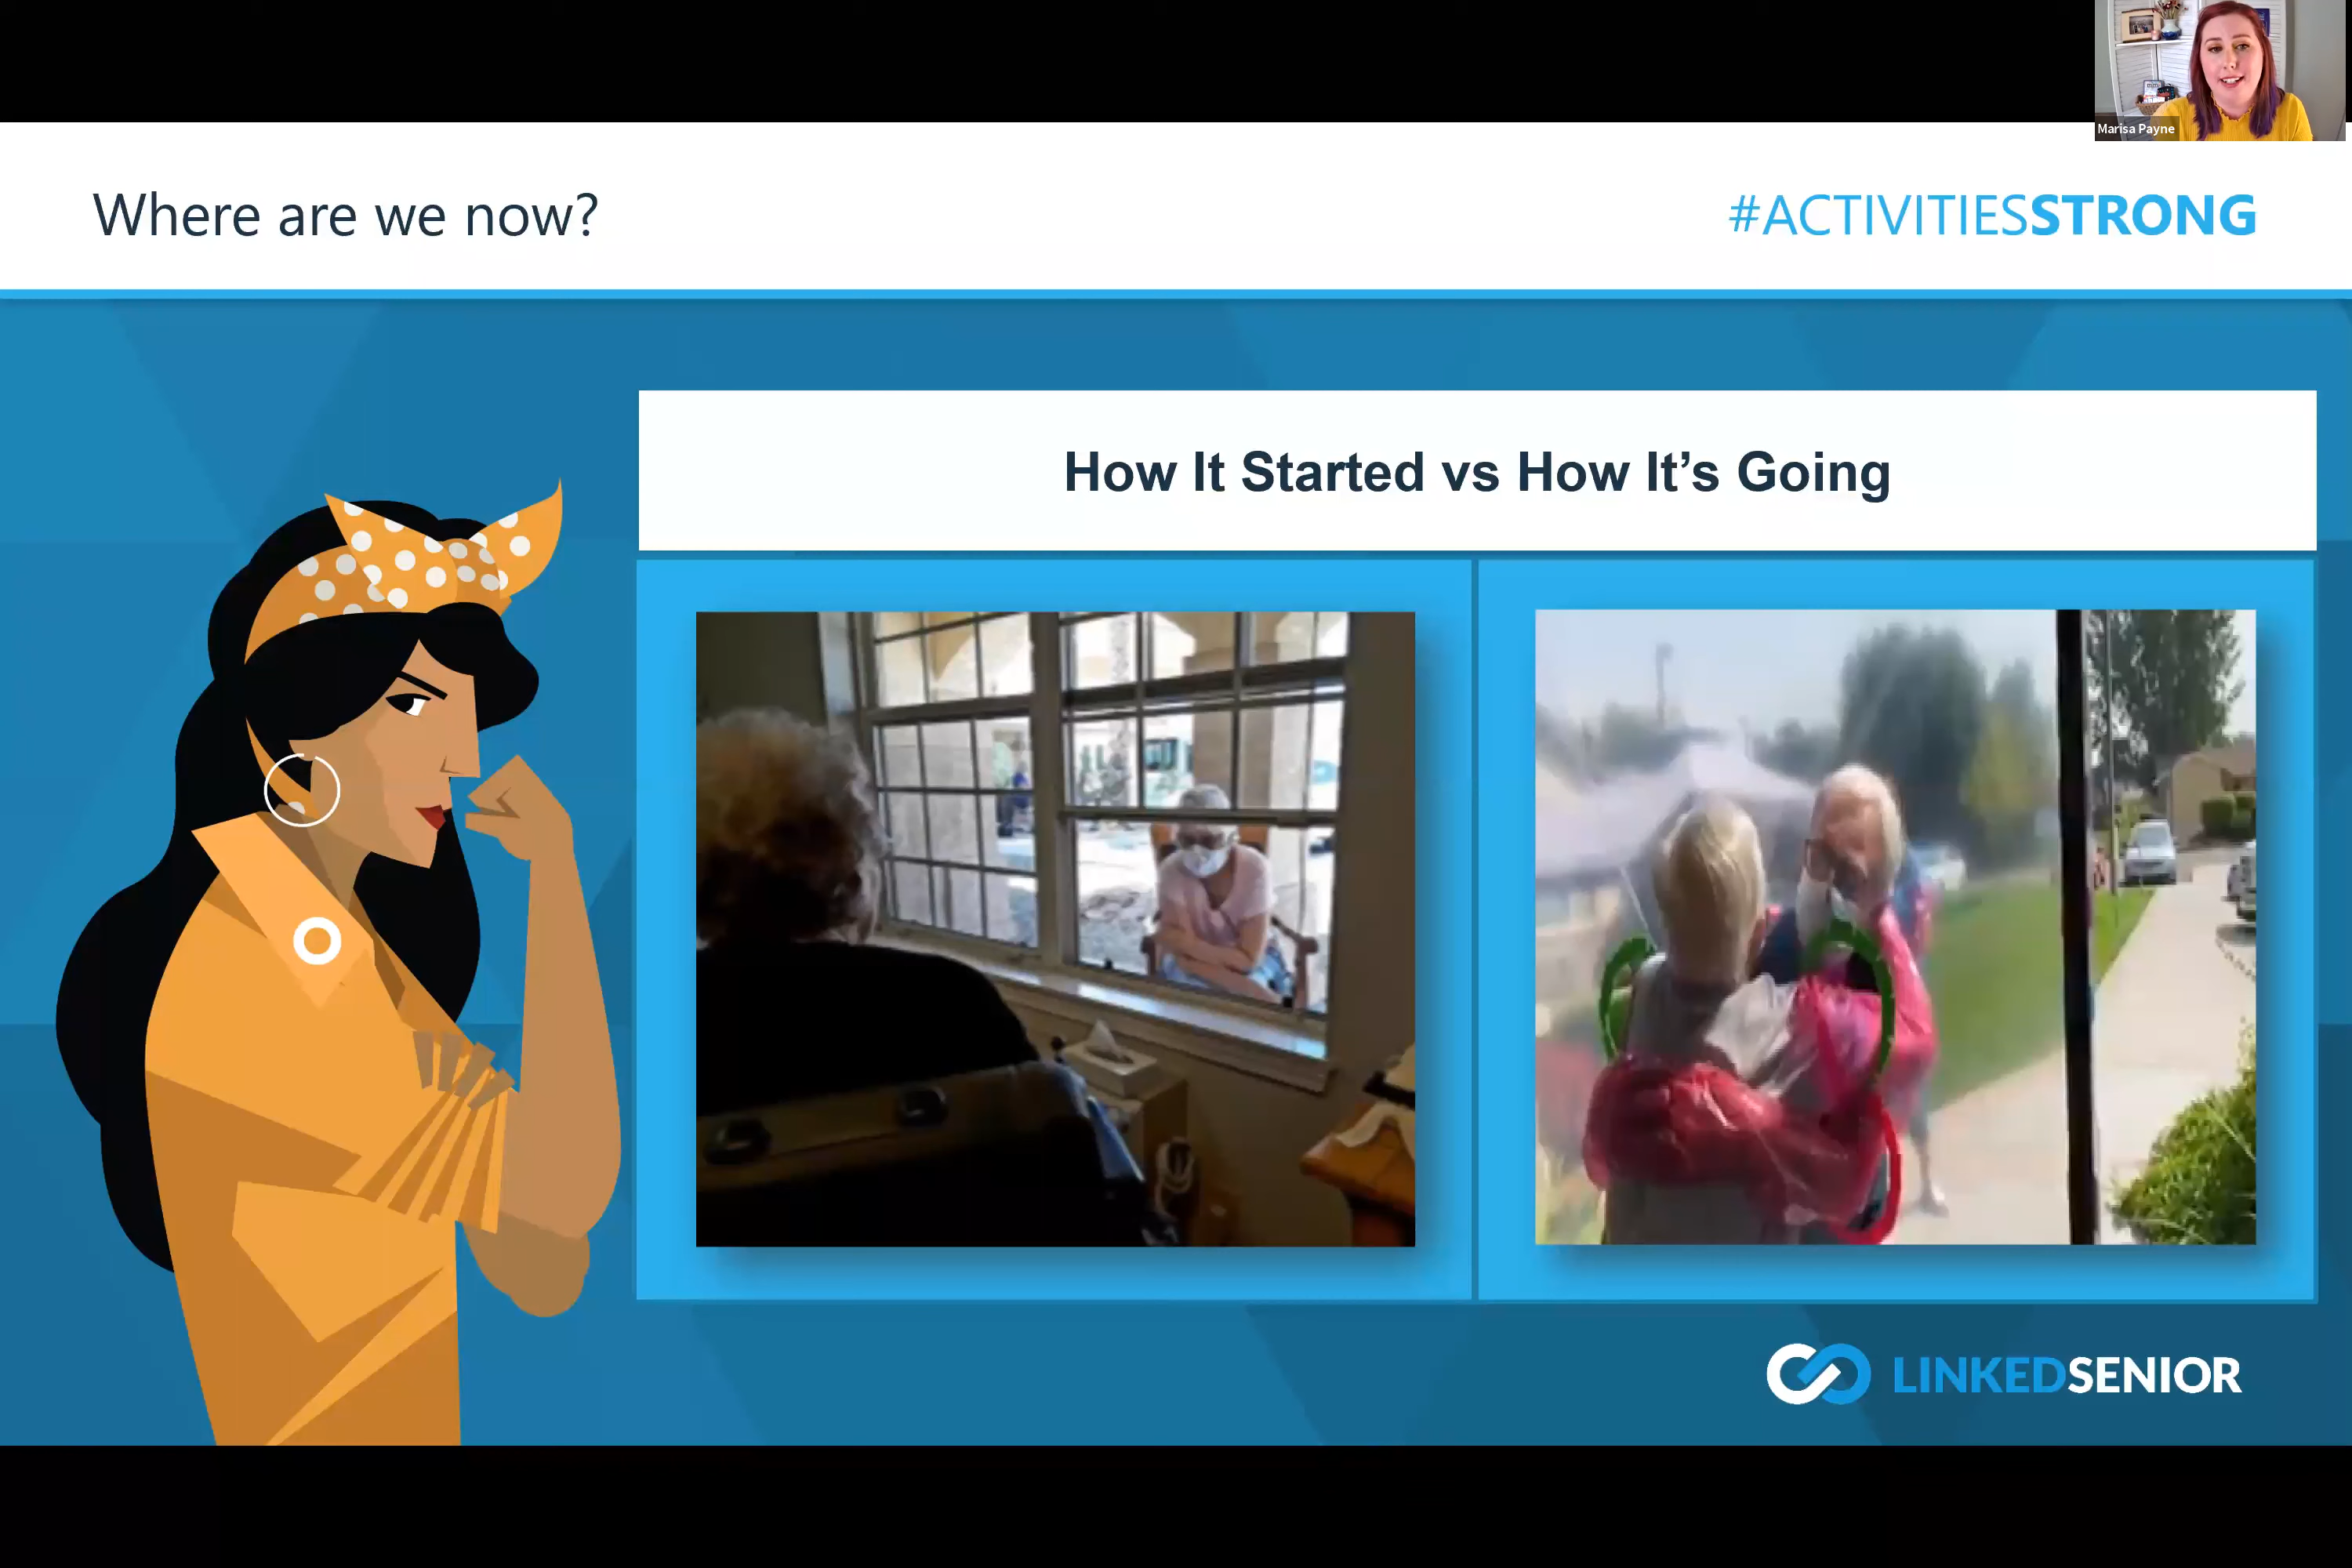 Marisa Payne
Where are we now?
#ACTIVITIESSTRONG
How It Started vs How It’s Going
LINKEDSENIOR